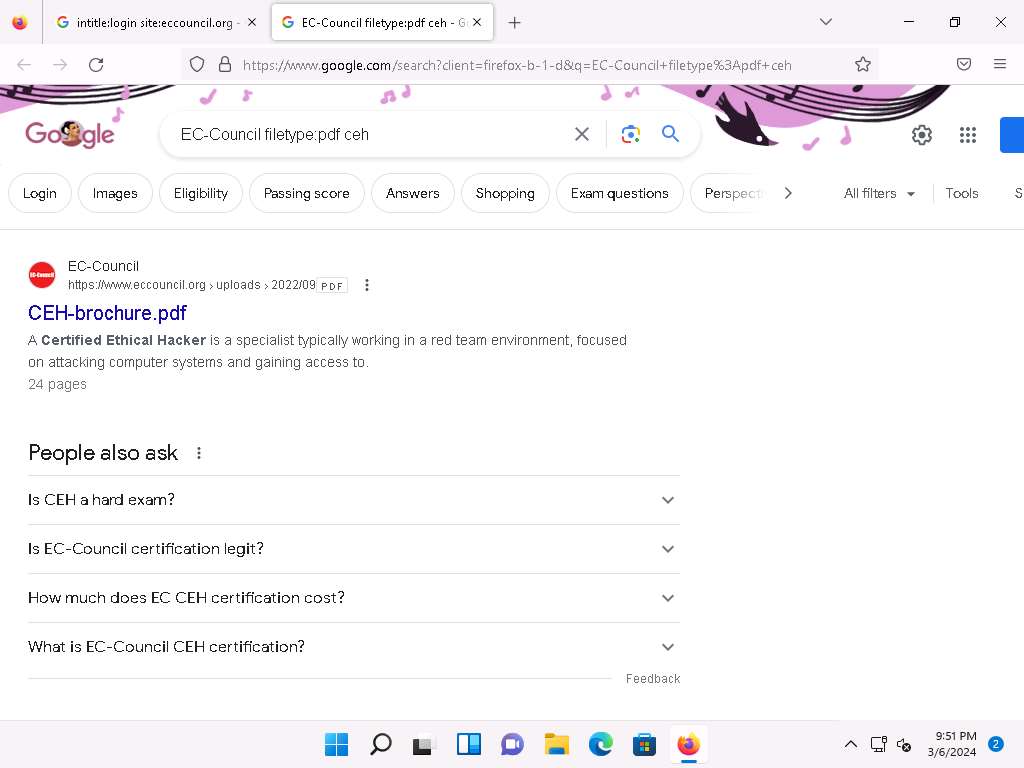 intitle:login site:eccouncil.org -
EC-Council filetype:pdf ceh - Go
https://www.google.com/search?client=firefox-b-1-d&q=EC-Council+filetype%3Apdf+ceh
Google
EC-Council filetype:pdf ceh
Login
Images
Eligibility
Passing score
Answers
Shopping
Exam questions
Perspect
All filters
Tools
S
EC-Council
EC-Council
https://www.eccouncil.org › uploads › 2022/09 PDF
CEH-brochure.pdf
A Certified Ethical Hacker is a specialist typically working in a red team environment, focused
on attacking computer systems and gaining access to.
24 pages
People also ask
Is CEH a hard exam?
Is EC-Council certification legit?
How much does EC CEH certification cost?
What is EC-Council CEH certification?
Feedback
9:51 PM
3/6/2024
2